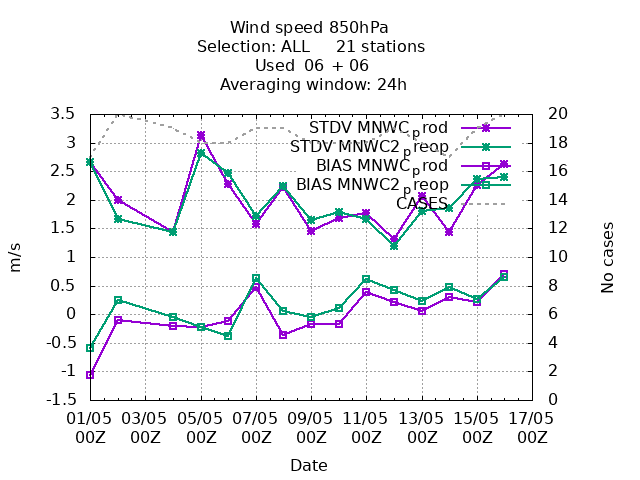 Wind speed 850hPa
Selection: ALL 21 stations
Used 06 + 06
Averaging window: 24h
3.5
3
2.5
2
1.5
1
0.5
0
-0.5
-1
-1.5
m/s
20
18
16
14
12
10
8
6
4
2
0
No cases
STDV MNWC_prod
STDV MNWC2_preop
BIAS MNWC_prod
BIAS MNWC2_preop
CASES
01/05 03/05 05/05 07/05 09/05 11/05 13/05 15/05 17/05
00Z 00Z 00Z 00Z 00Z 00Z 00Z 00Z 00Z
Date